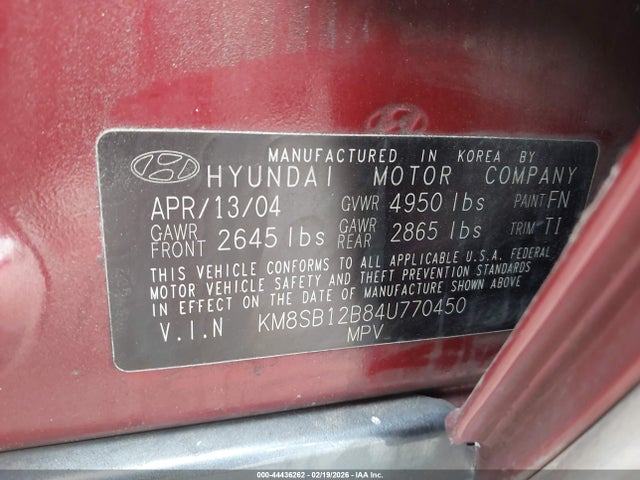 MANUFACTURED IN KOREA BY
HYUNDAI MOTOR COMPANY
APR/13/04 GVWR 4950 lbs PAINT FN
GAWR FRONT 2645 lbs GAWR REAR 2865 lbs TRIM TI
THIS VEHICLE CONFORMS TO ALL APPLICABLE U.S.A. FEDERAL
MOTOR VEHICLE SAFETY AND THEFT PREVENTION STANDARDS
IN EFFECT ON THE DATE OF MANUFACTURE SHOWN ABOVE.
V.I.N KM8SB12B84U770450
MPV
000-44436262 - 02/19/2026 - IAA Inc.